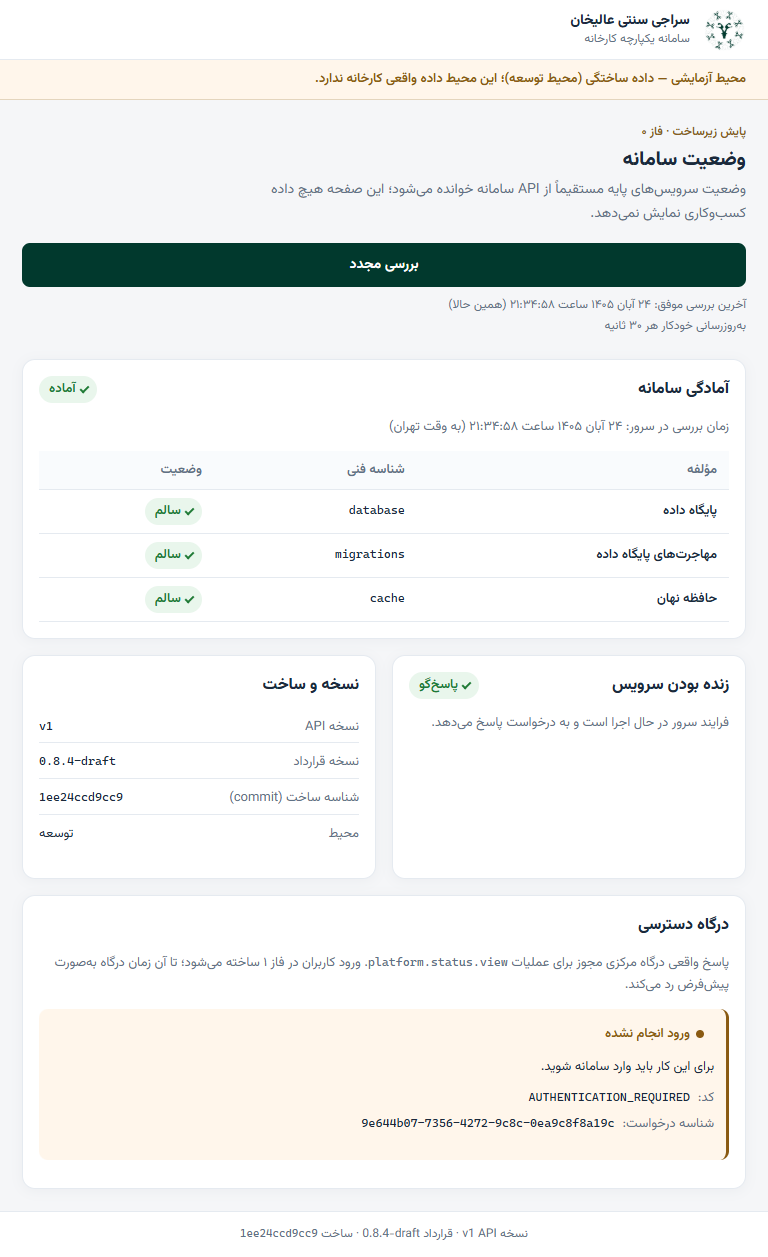 سراجی سنتی عالیخان
سامانه یکپارچه کارخانه
محیط آزمایشی — داده ساختگی (محیط توسعه)؛ این محیط داده واقعی کارخانه ندارد.
پایش زیرساخت · فاز ۰
وضعیت سامانه
وضعیت سرویس‌های پایه مستقیماً از API سامانه خوانده می‌شود؛ این صفحه هیچ داده
کسب‌وکاری نمایش نمی‌دهد.
بررسی مجدد
آخرین بررسی موفق: ۲۴ آبان ۱۴۰۵ ساعت ۲۱:۳۴:۵۸ (همین حالا)
به‌روزرسانی خودکار هر ۳۰ ثانیه
آمادگی سامانه
✓ آماده
زمان بررسی در سرور: ۲۴ آبان ۱۴۰۵ ساعت ۲۱:۳۴:۵۸ (به وقت تهران)
مؤلفه شناسه فنی وضعیت
پایگاه داده database ✓ سالم
مهاجرت‌های پایگاه داده migrations ✓ سالم
حافظه نهان cache ✓ سالم
زنده بودن سرویس
✓ پاسخ‌گو
فرایند سرور در حال اجرا است و به درخواست پاسخ می‌دهد.
نسخه و ساخت
نسخه API v1
نسخه قرارداد 0.8.4-draft
شناسه ساخت (commit) 1ee24ccd9cc9
محیط توسعه
درگاه دسترسی
پاسخ واقعی درگاه مرکزی مجوز برای عملیات platform.status.view. ورود کاربران در فاز ۱ ساخته می‌شود؛ تا آن زمان درگاه به‌صورت
پیش‌فرض رد می‌کند.
● ورود انجام نشده
برای این کار باید وارد سامانه شوید.
کد: AUTHENTICATION_REQUIRED
شناسه درخواست: 9e644b07-7356-4272-9c8c-0ea9c8f8a19c
نسخه API v1 · قرارداد 0.8.4-draft · ساخت 1ee24ccd9cc9